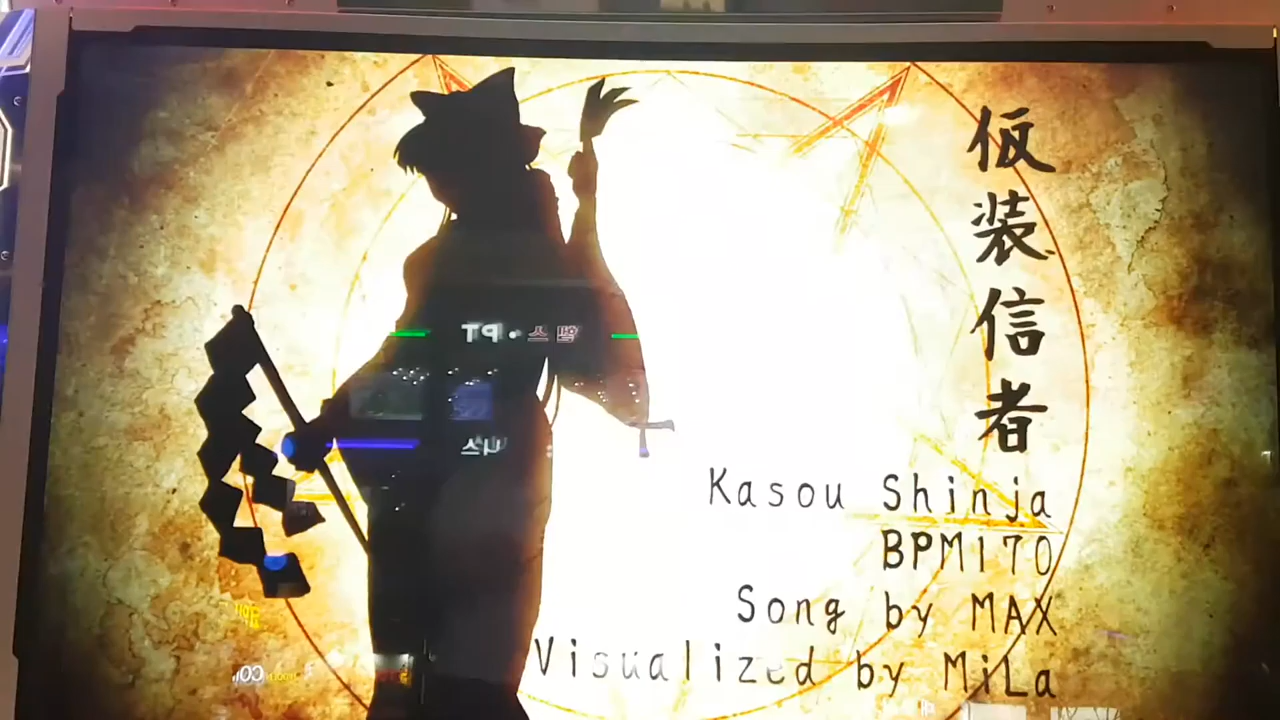 仮装信者
Kasou Shinja
BPM170
Song by MAX
Visualized by MiLa